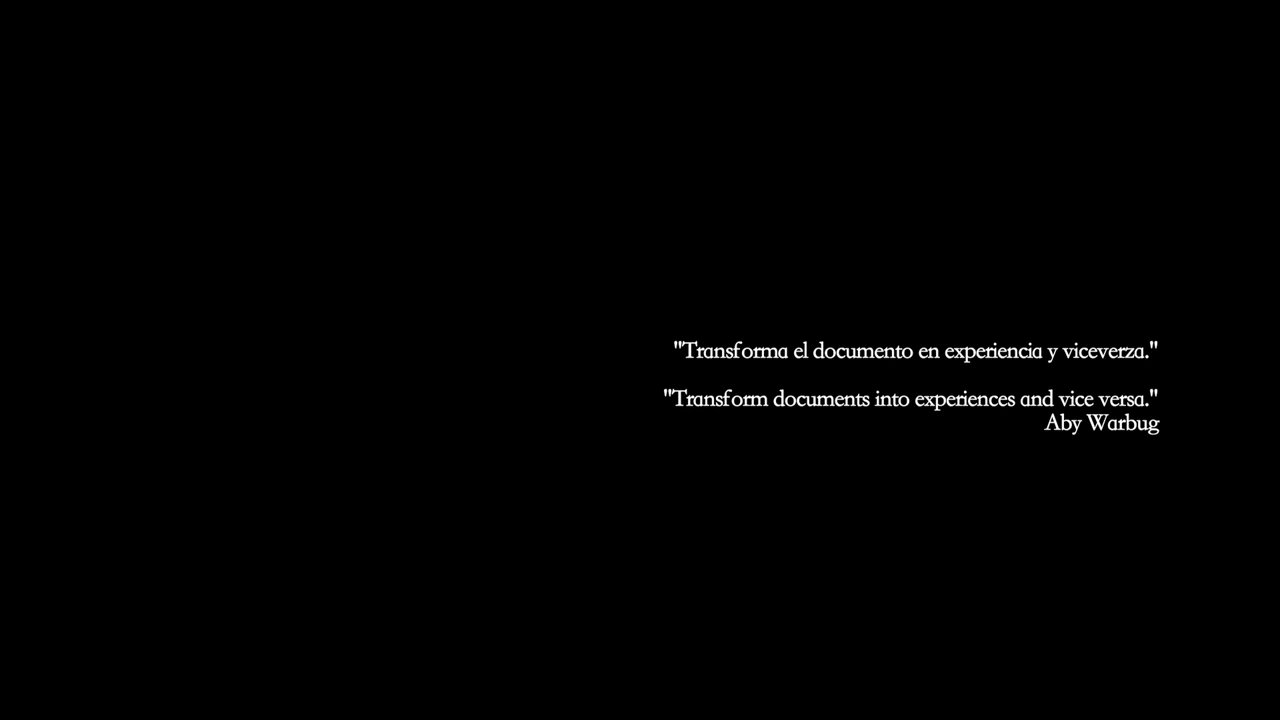 "Transforma el documento en experiencia y viceverza."
"Transform documents into experiences and vice versa."
Aby Warbug